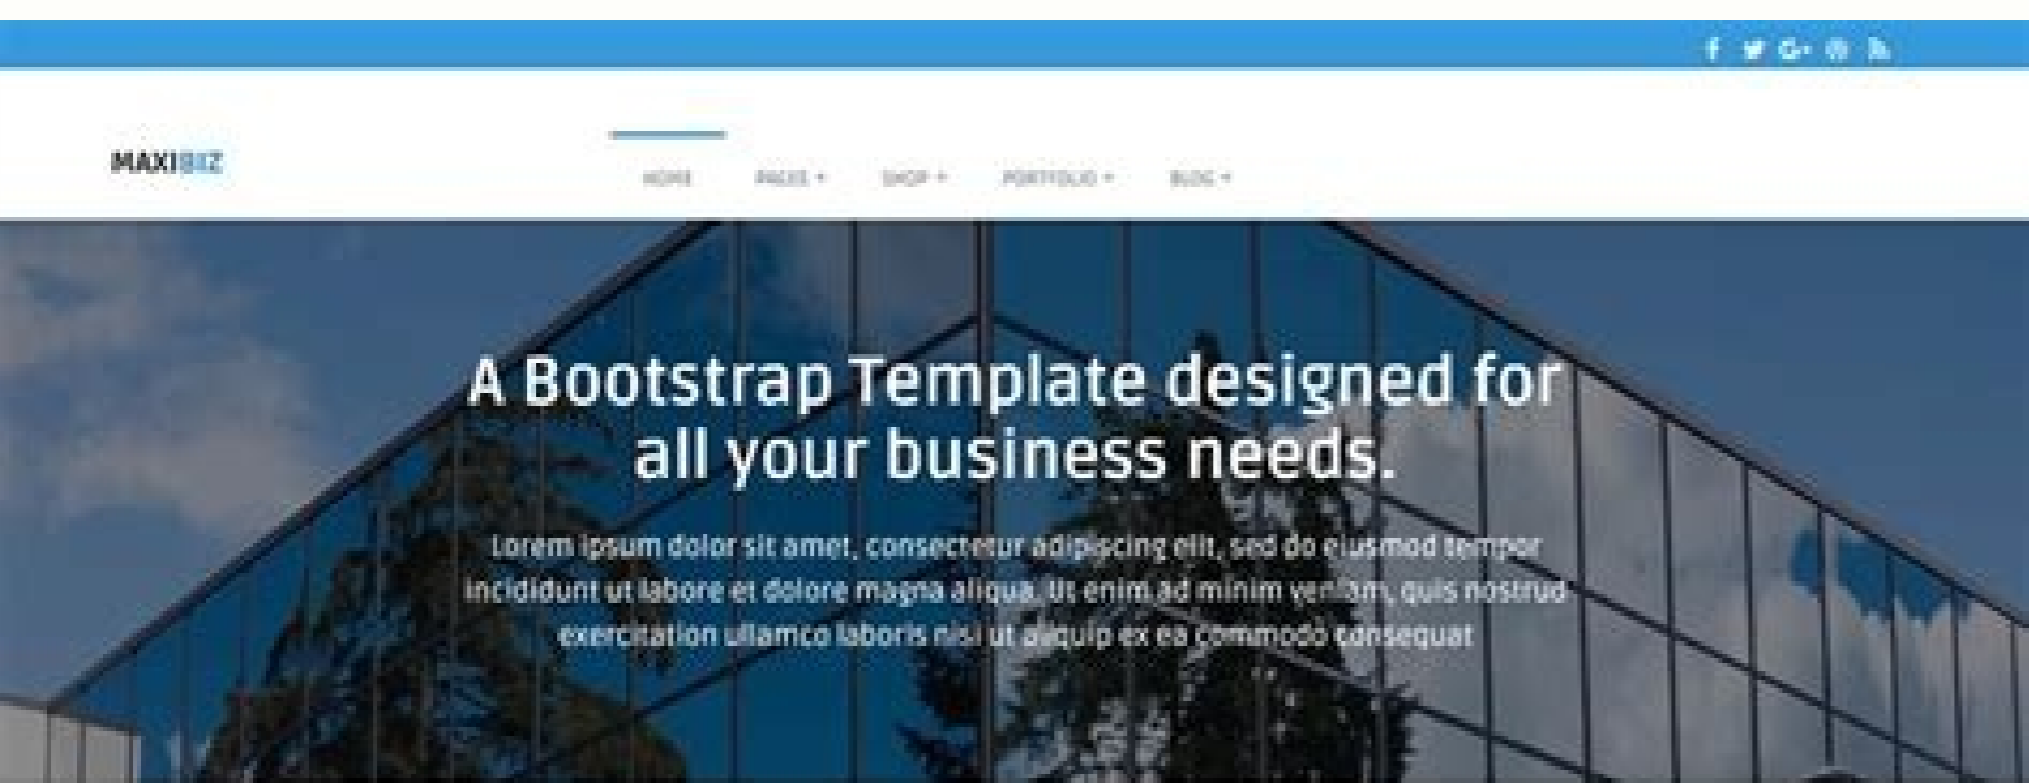 MAXIBIZ
HOME PAGES SHOP PORTFOLIO BLOG
A Bootstrap Template designed for
all your business needs.
Lorem ipsum dolor sit amet, consectetur adipiscing elit, sed do eiusmod tempor
incididunt ut labore et dolore magna aliqua. Ut enim ad minim veniam, quis nostrud
exercitation ullamco laboris nisi ut aliquip ex ea commodo consequat